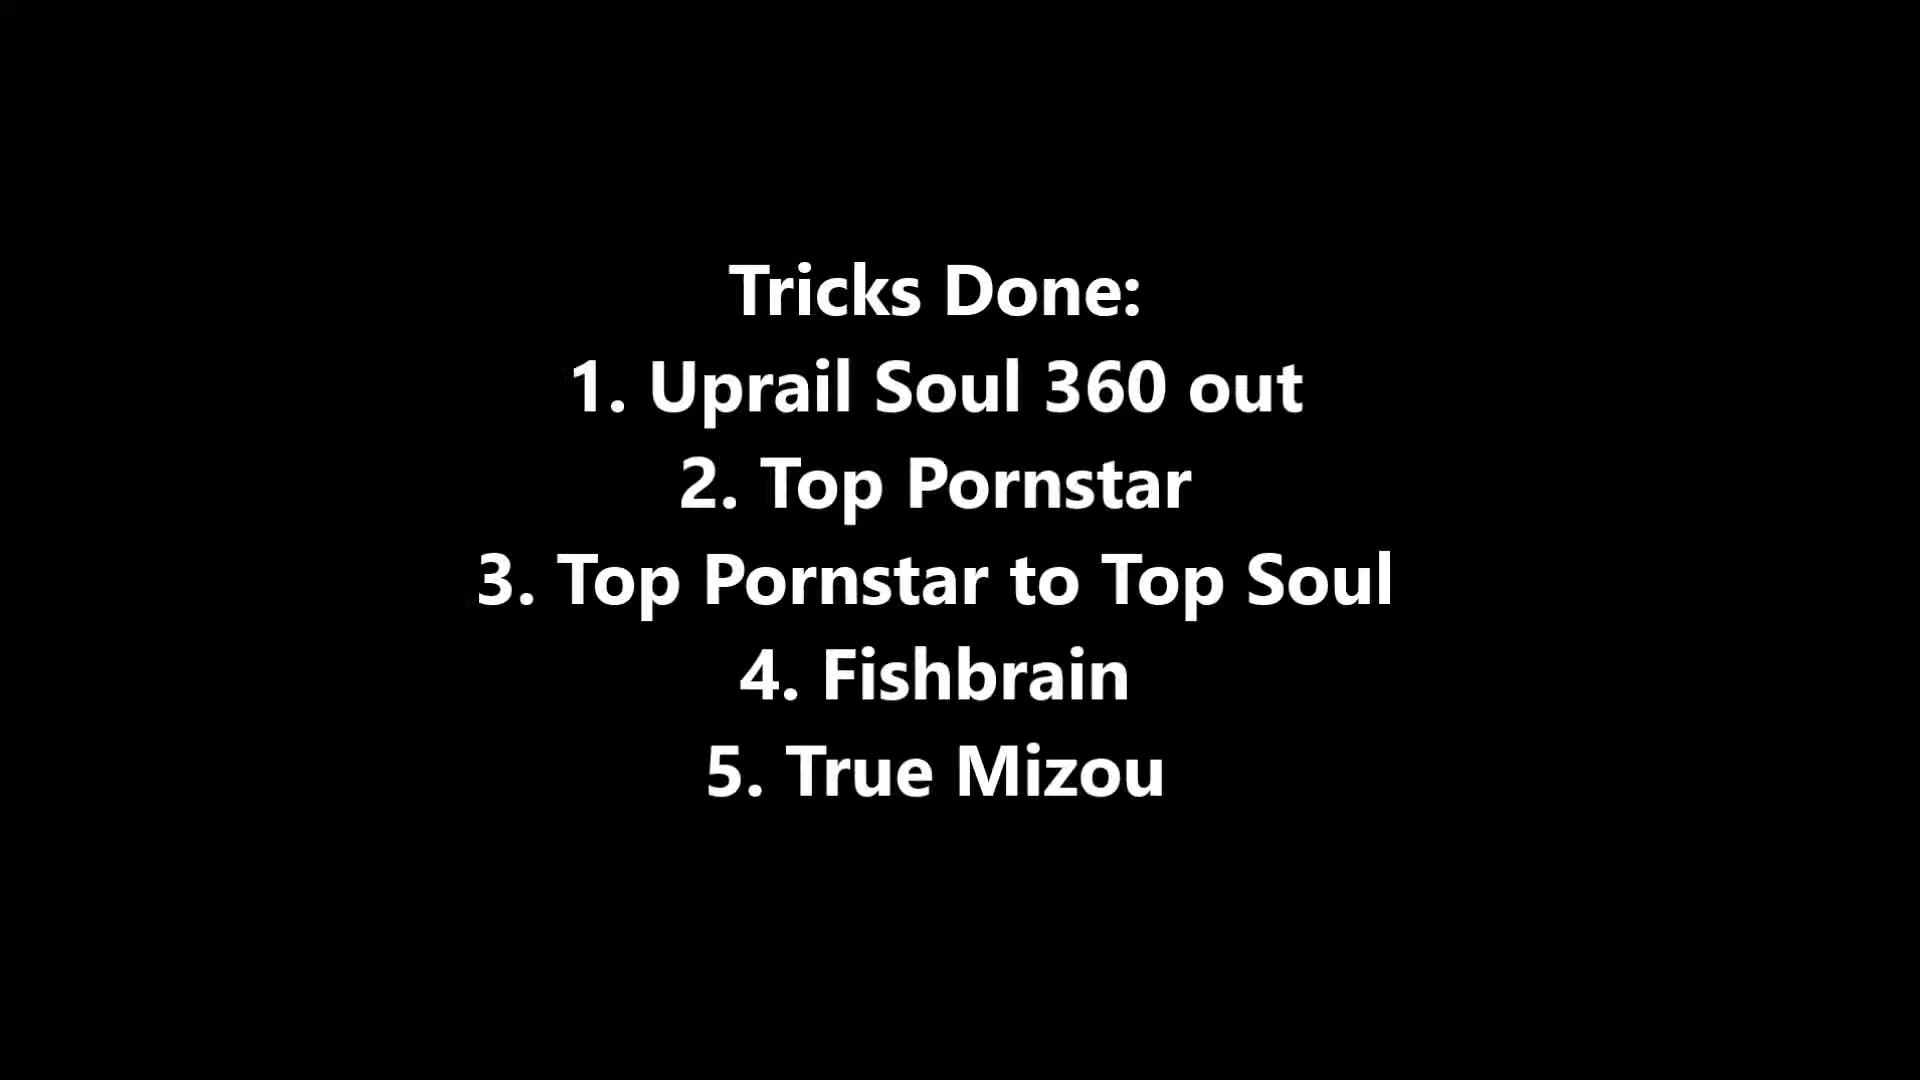 Tricks Done:
1. Uprail Soul 360 out
2. Top Pornstar
3. Top Pornstar to Top Soul
4. Fishbrain
5. True Mizou